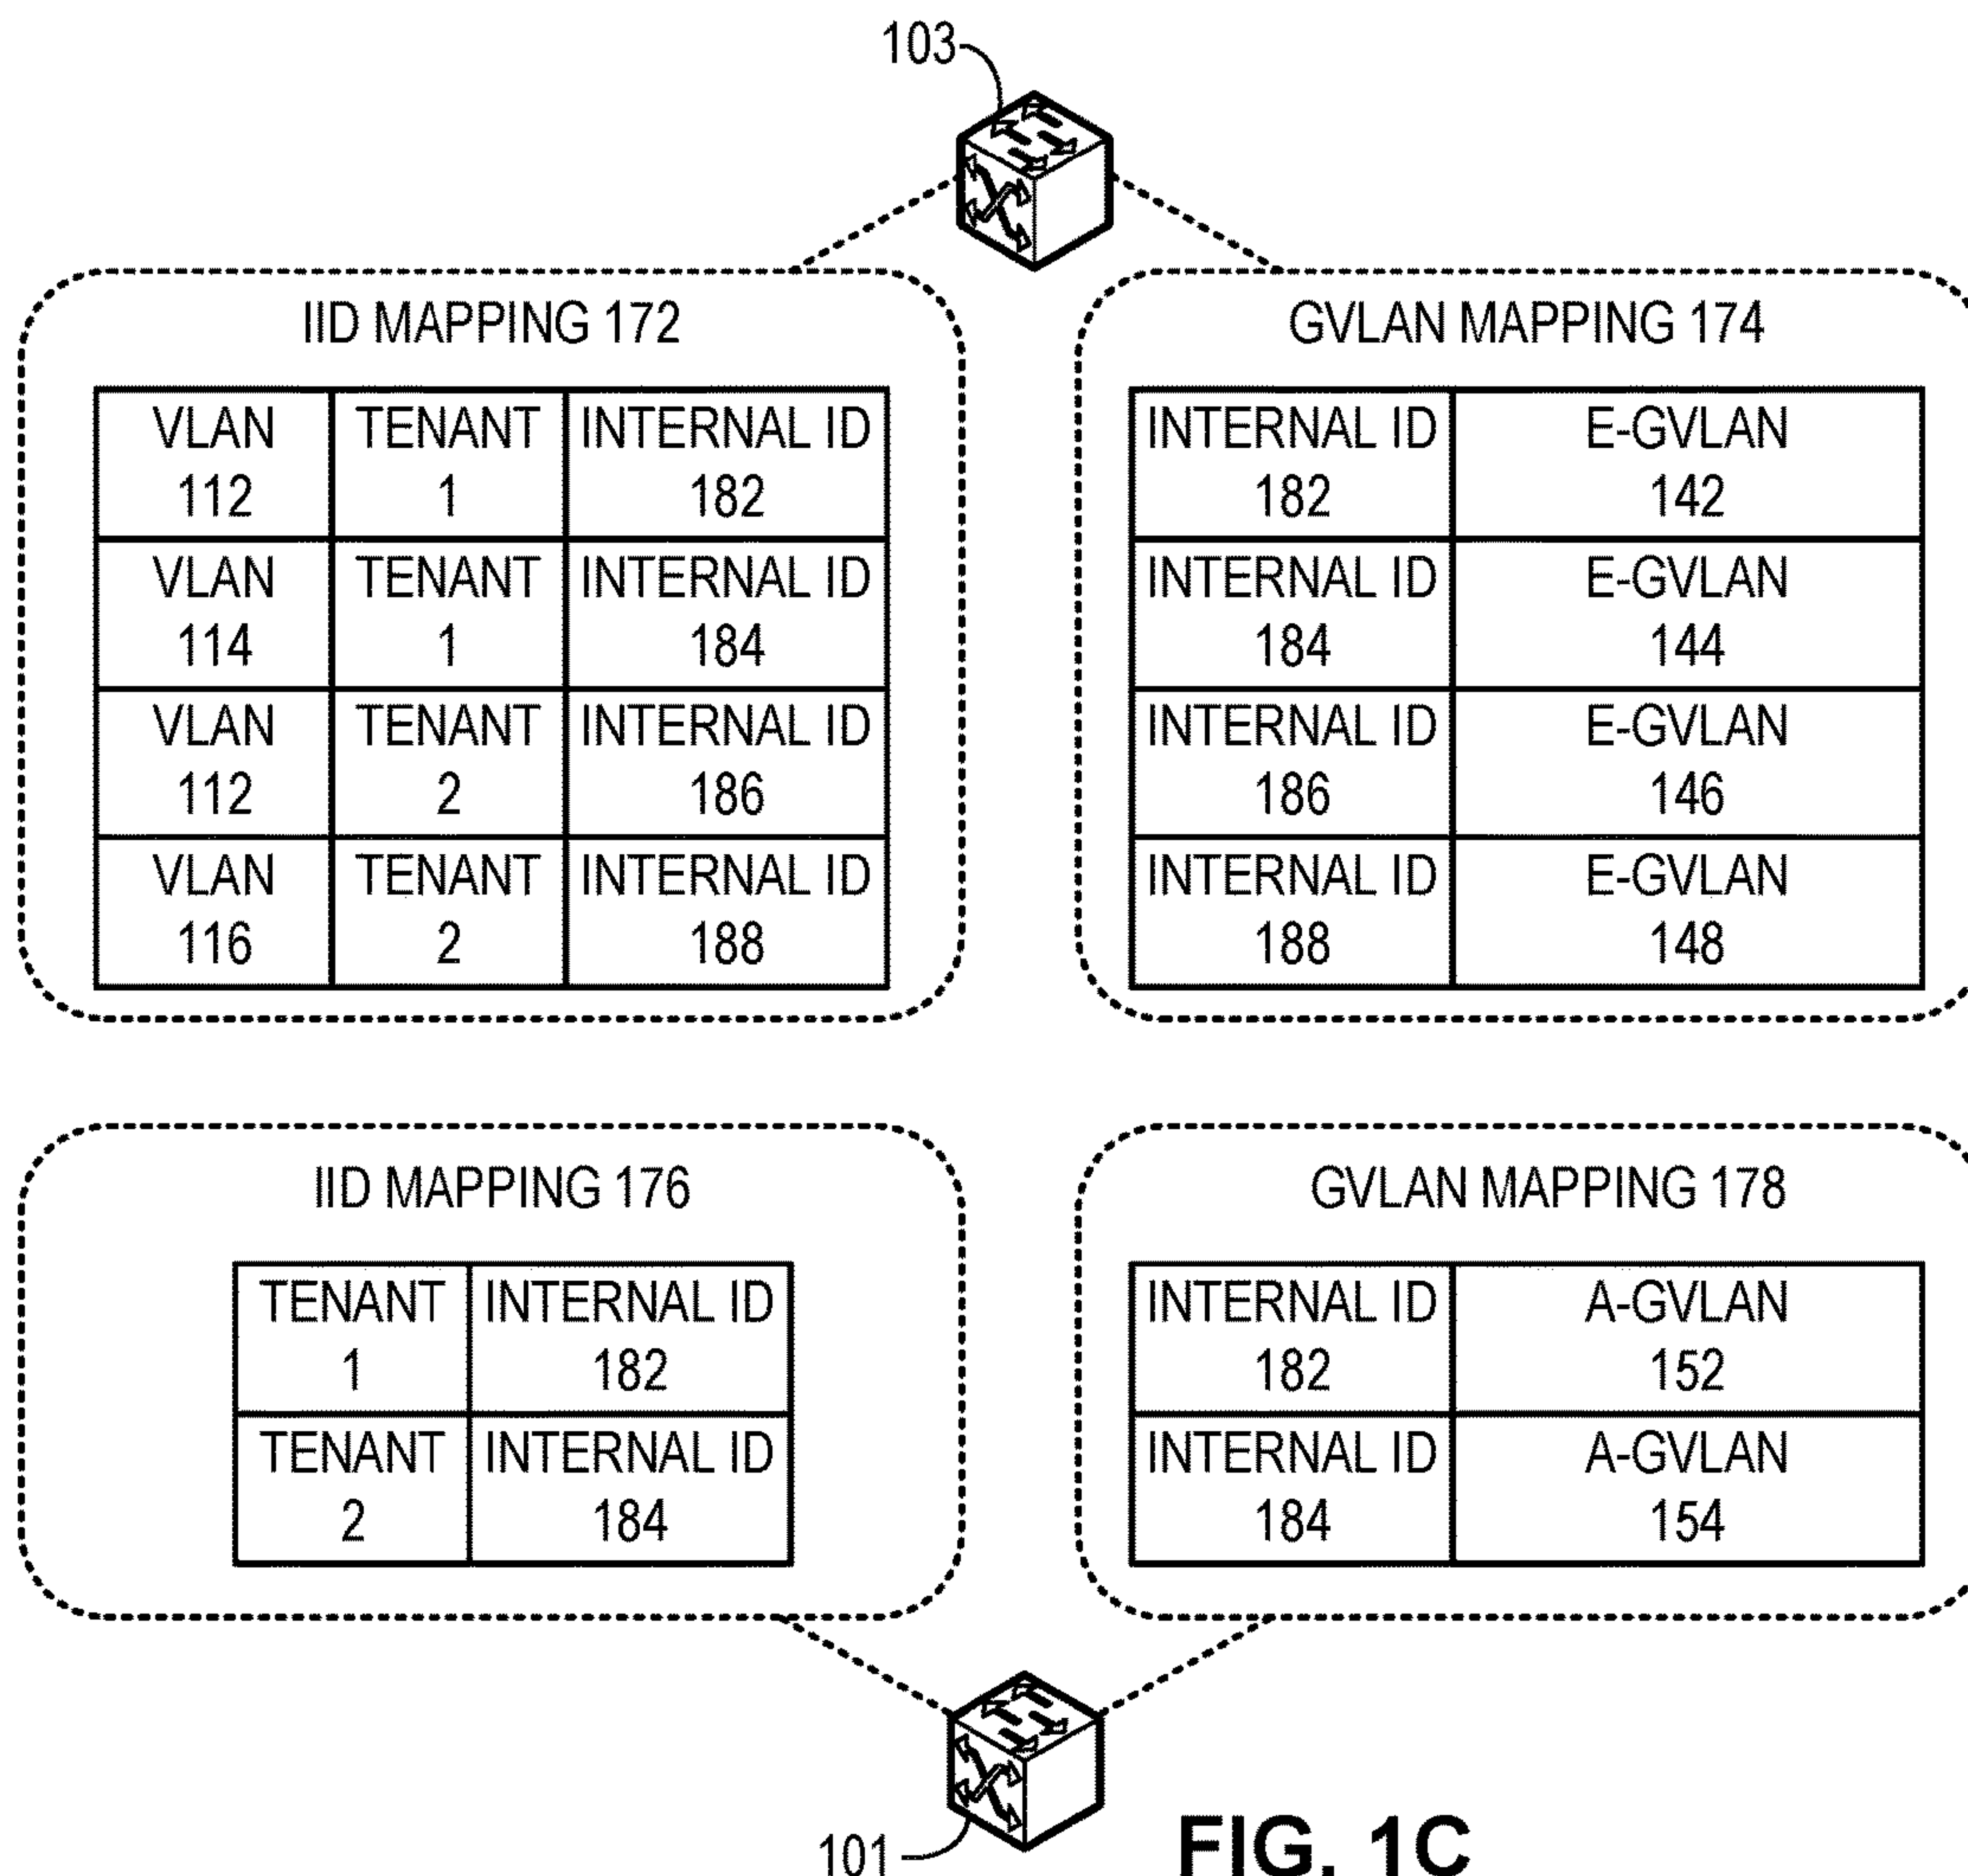 103
IID MAPPING 172
VLAN TENANT INTERNAL ID
112 1 182
VLAN TENANT INTERNAL ID
114 1 184
VLAN TENANT INTERNAL ID
112 2 186
VLAN TENANT INTERNAL ID
116 2 188
GVLAN MAPPING 174
INTERNAL ID E-GVLAN
182 142
INTERNAL ID E-GVLAN
184 144
INTERNAL ID E-GVLAN
186 146
INTERNAL ID E-GVLAN
188 148
IID MAPPING 176
TENANT INTERNAL ID
1 182
TENANT INTERNAL ID
2 184
GVLAN MAPPING 178
INTERNAL ID A-GVLAN
182 152
INTERNAL ID A-GVLAN
184 154
101
FIG. 1C